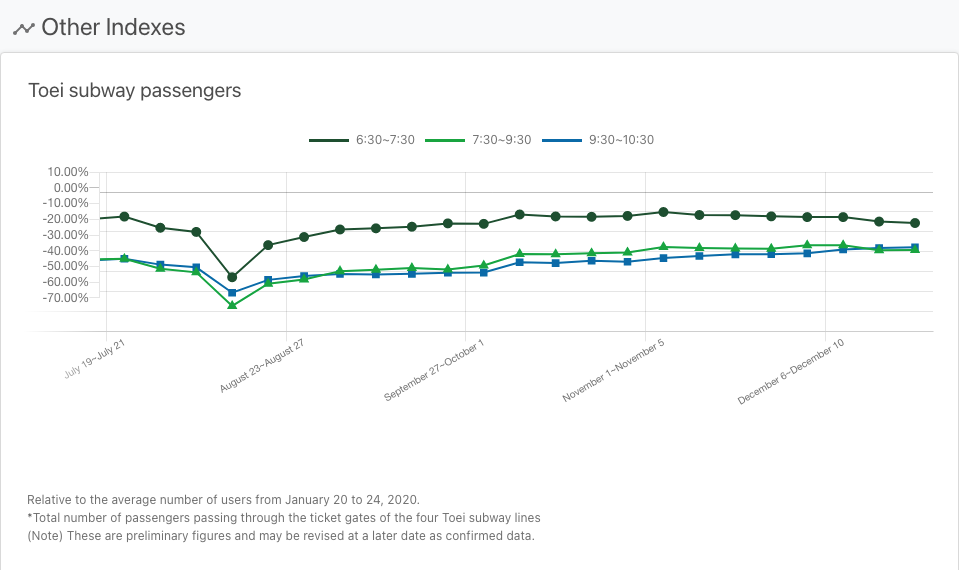 Other Indexes
Toei subway passengers
6:30~7:30 7:30~9:30 9:30~10:30
10.00%
0.00%
-10.00%
-20.00%
-30.00%
-40.00%
-50.00%
-60.00%
-70.00%
July 19~July 21
August 23~August 27
September 27~October 1
November 1~November 5
December 6~December 10
Relative to the average number of users from January 20 to 24, 2020.
*Total number of passengers passing through the ticket gates of the four Toei subway lines
(Note) These are preliminary figures and may be revised at a later date as confirmed data.